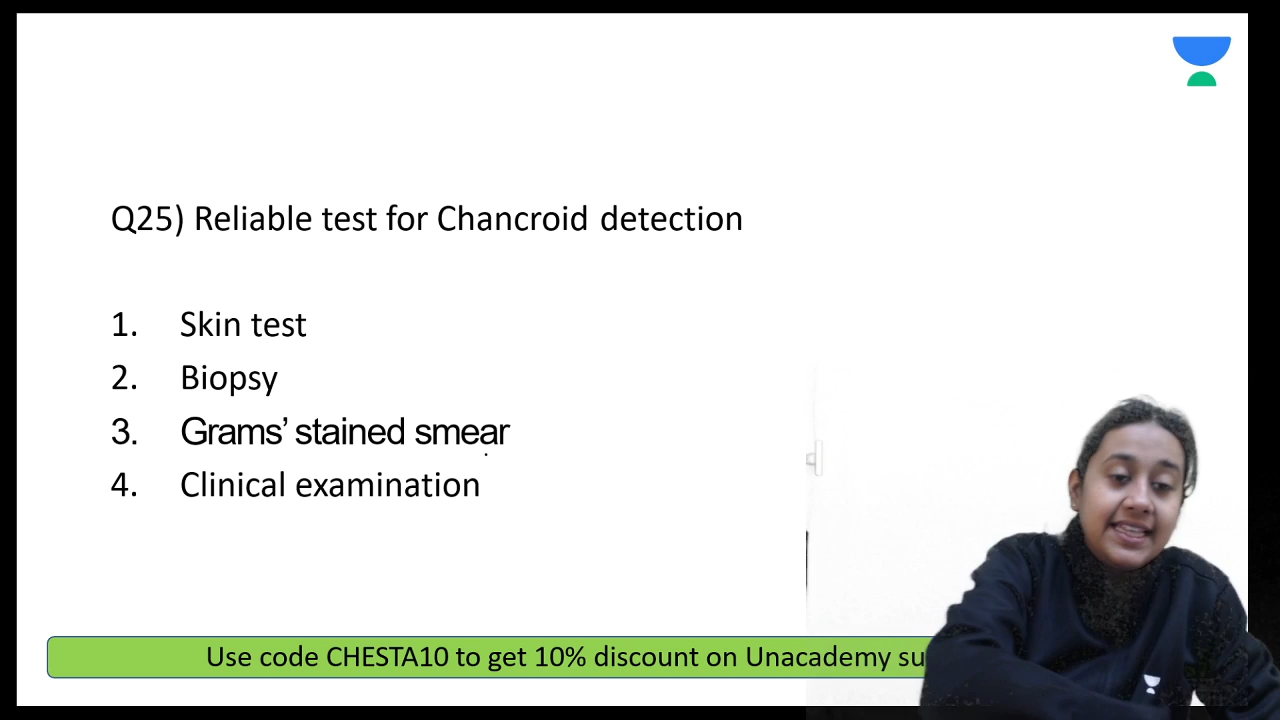 Q25) Reliable test for Chancroid detection
1. Skin test
2. Biopsy
3. Grams’ stained smear
4. Clinical examination
Use code CHESTA10 to get 10% discount on Unacademy su